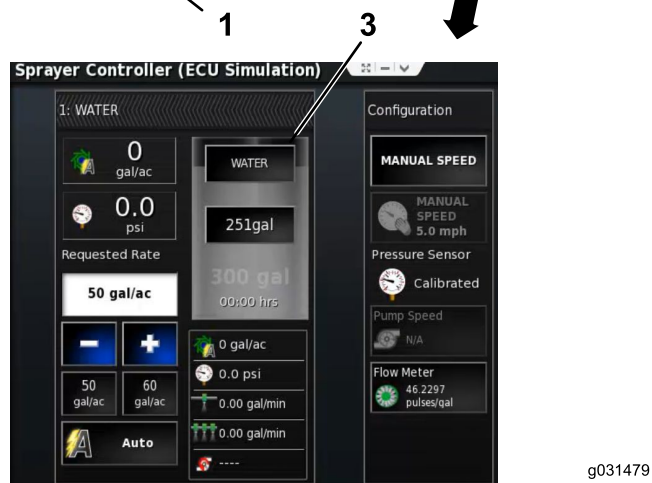 1
3
Sprayer Controller (ECU Simulation)
1: WATER
0
gal/ac
0.0
psi
Requested Rate
50 gal/ac
50
gal/ac
60
gal/ac
Auto
WATER
251gal
300 gal
00:00 hrs
0 gal/ac
0.0 psi
0.00 gal/min
0.00 gal/min
----
Configuration
MANUAL SPEED
MANUAL
SPEED
5.0 mph
Pressure Sensor
Calibrated
Pump Speed
N/A
Flow Meter
46.2297
pulses/gal
g031479